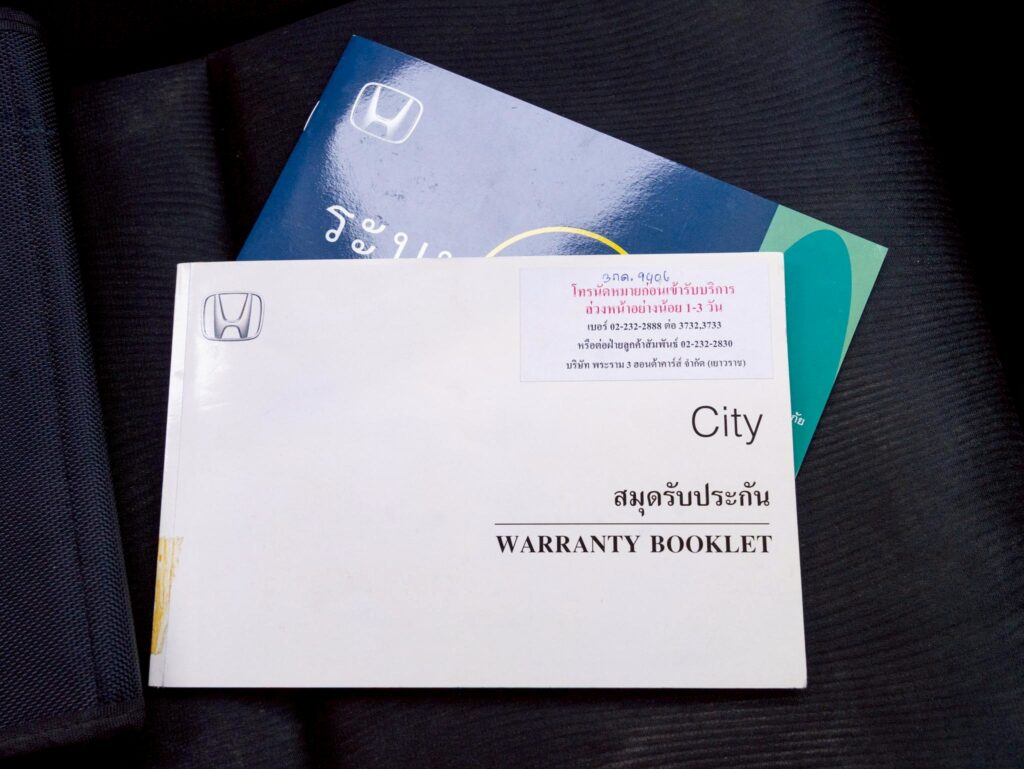 ระบบ
3กด. 9406
โทรนัดหมายก่อนเข้ารับบริการ
ล่วงหน้าอย่างน้อย 1-3 วัน
เบอร์ 02-232-2888 ต่อ 3732,3733
หรือต่อฝ่ายลูกค้าสัมพันธ์ 02-232-2830
บริษัท พระราม 3 ฮอนด้าคาร์ส์ จำกัด (เยาวราช)
City
สมุดรับประกัน
WARRANTY BOOKLET